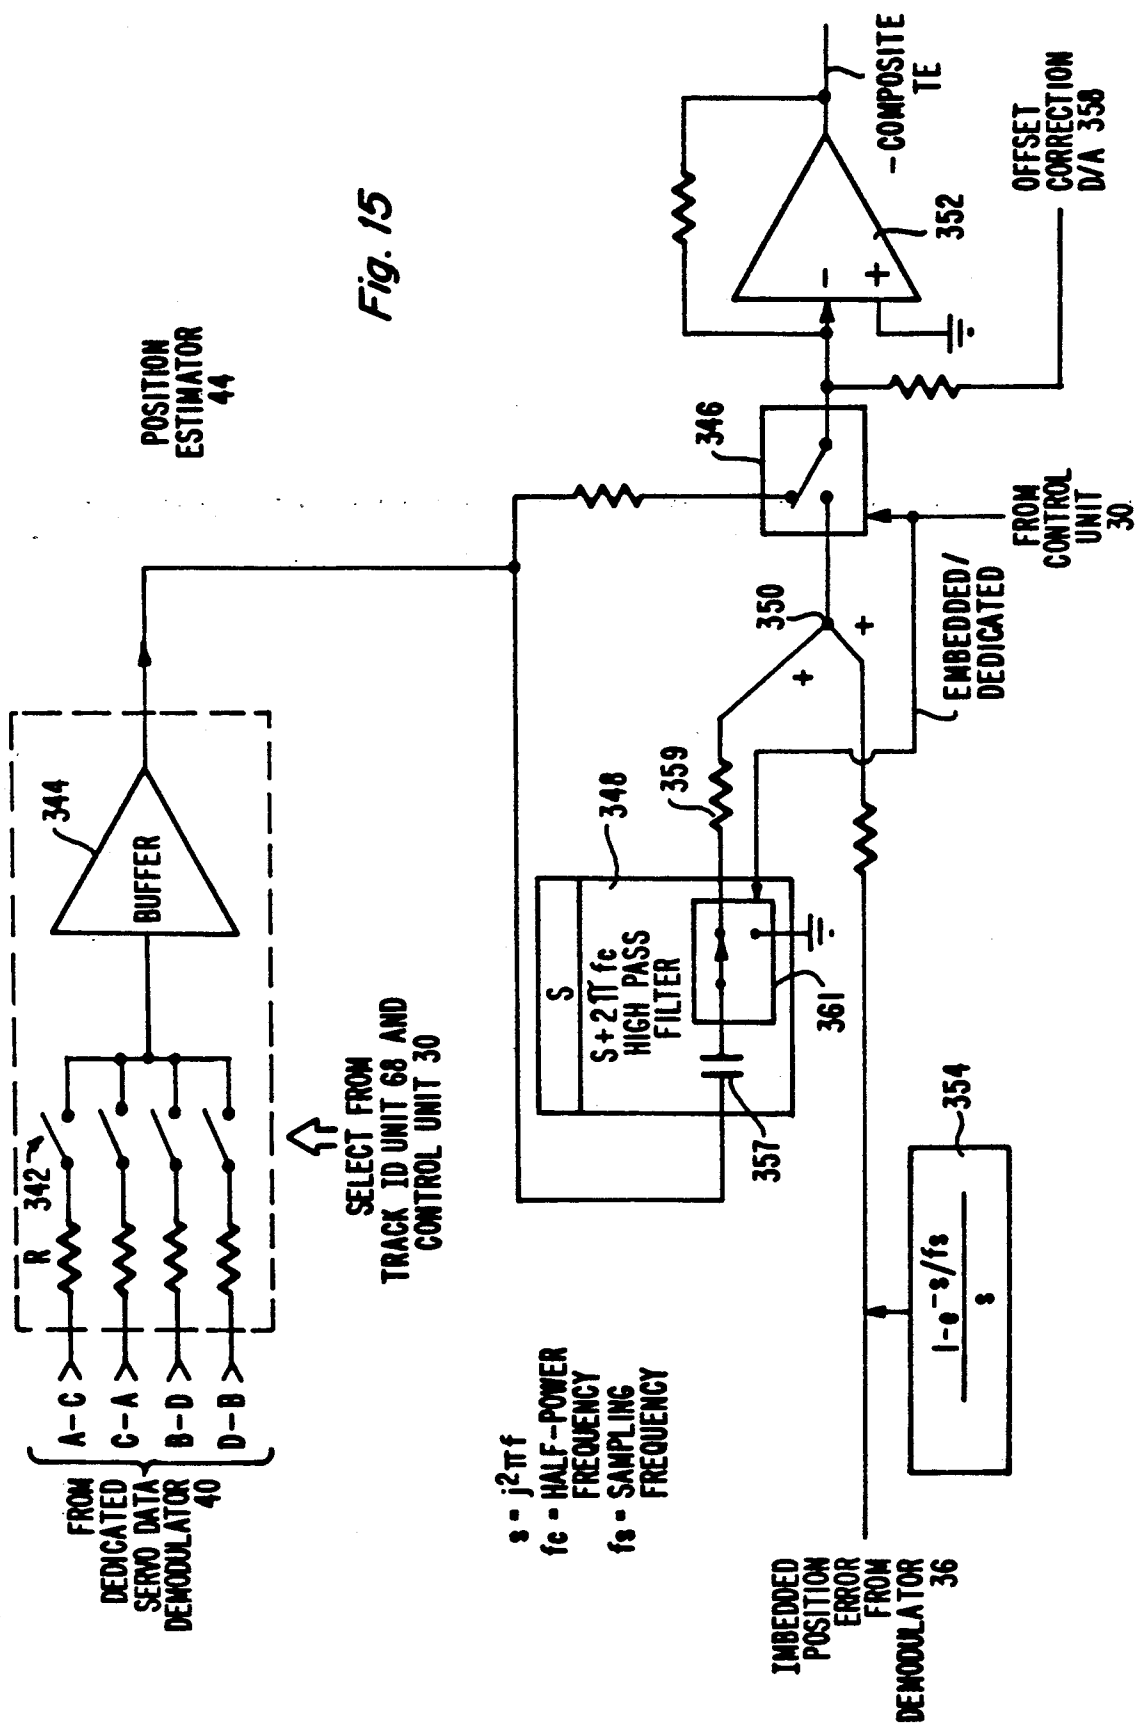 POSITION
ESTIMATOR
44
Fig. 15
FROM
DEDICATED
SERVO DATA
DEMODULATOR
40
A-C
C-A
B-D
D-B
R
342
BUFFER
344
SELECT FROM
TRACK ID UNIT 68 AND
CONTROL UNIT 30
s = j2πf
fc = HALF-POWER
FREQUENCY
fs = SAMPLING
FREQUENCY
S
S+2πfc
HIGH PASS
FILTER
348
357
361
359
350
+
+
346
EMBEDDED/
DEDICATED
FROM
CONTROL
UNIT
30
-
+
352
-COMPOSITE
TE
OFFSET
CORRECTION
D/A 358
IMBEDDED
POSITION
ERROR
FROM
DEMODULATOR
36
1-e^-s/fs
s
354